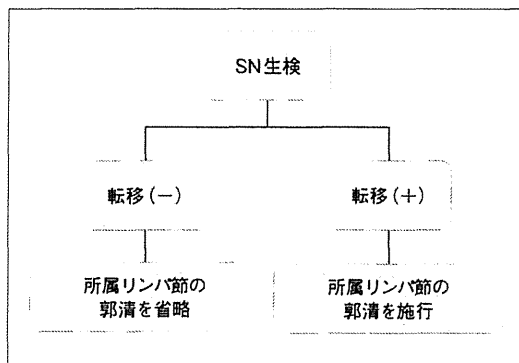 SN生検
転移(－)
転移(＋)
所属リンパ節の
郭清を省略
所属リンパ節の
郭清を施行